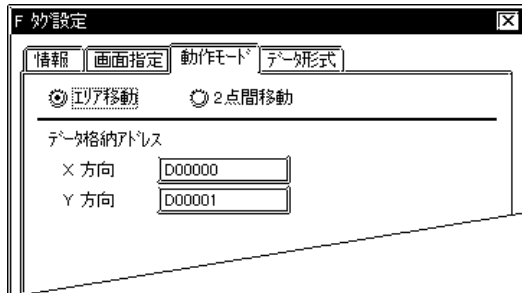 F ﾀｸﾞ設定
情報 画面指定 動作ﾓｰﾄﾞ ﾃﾞｰﾀ形式
ｴﾘｱ移動 2点間移動
ﾃﾞｰﾀ格納ｱﾄﾞﾚｽ
X 方向 D00000
Y 方向 D00001